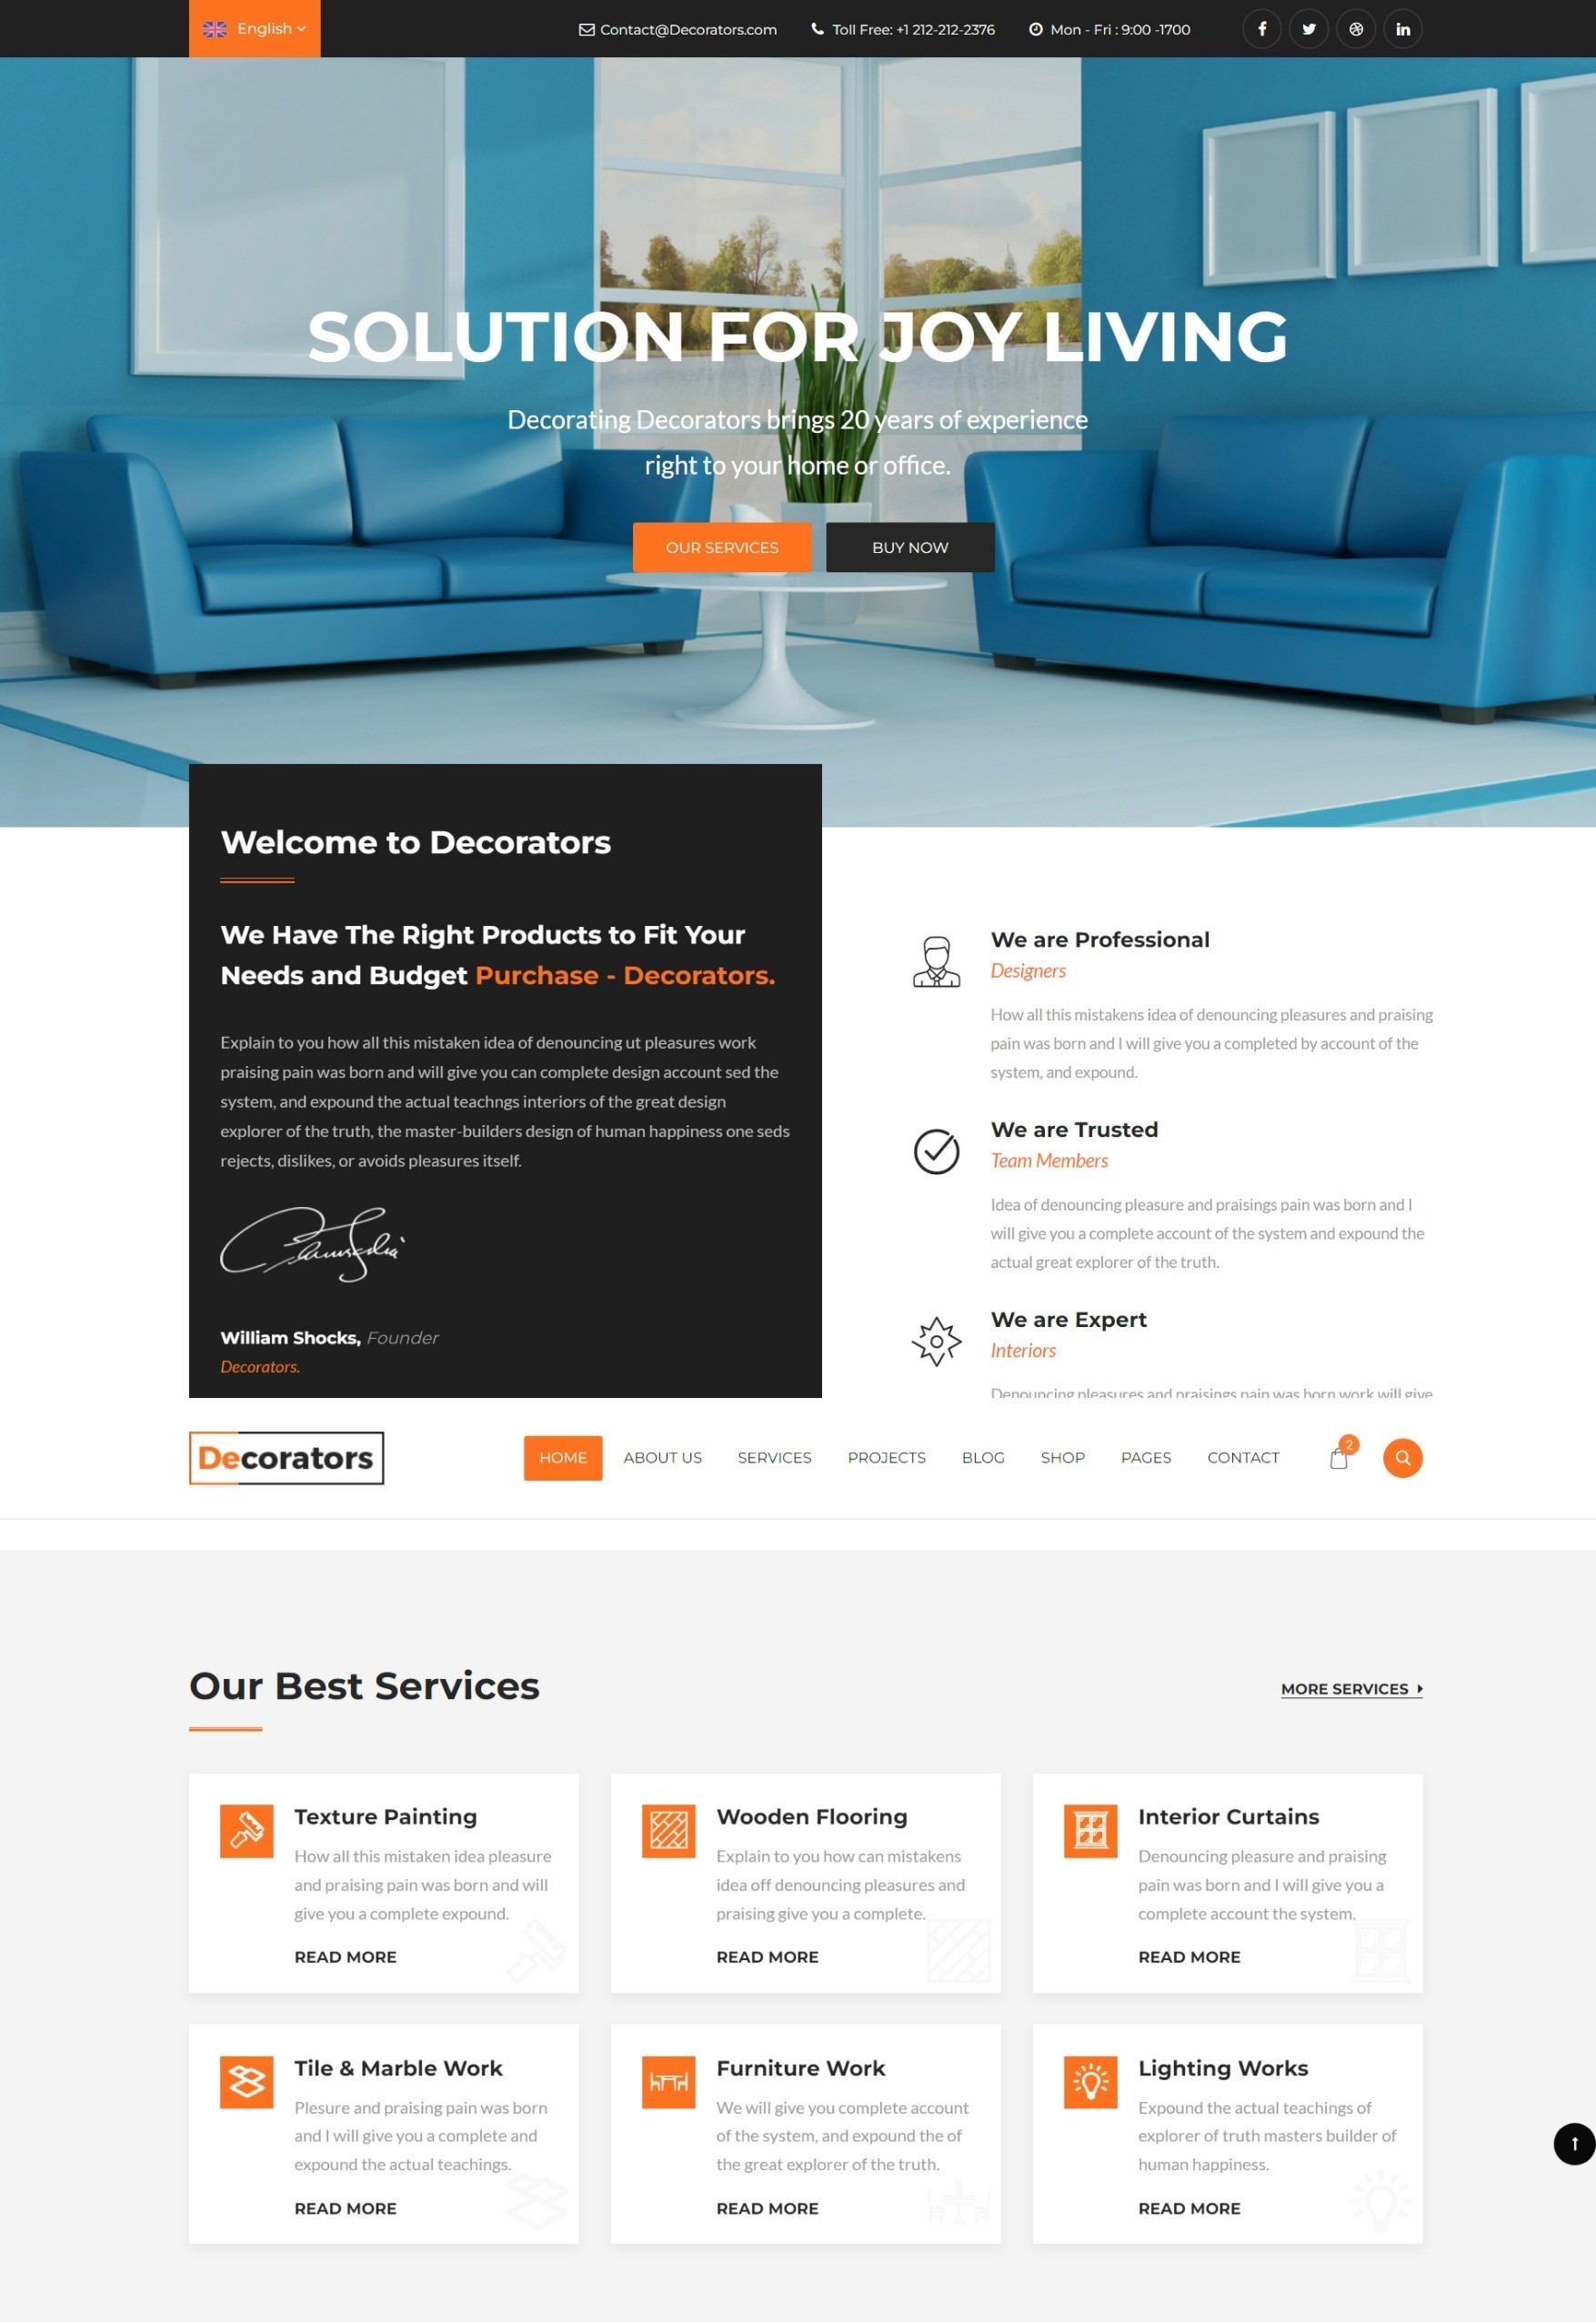 English
Contact@Decorators.com
Toll Free: +1 212-212-2376
Mon - Fri : 9:00 -1700
SOLUTION FOR JOY LIVING
Decorating Decorators brings 20 years of experience
right to your home or office.
OUR SERVICES
BUY NOW
Welcome to Decorators
We Have The Right Products to Fit Your
Needs and Budget Purchase - Decorators.
Explain to you how all this mistaken idea of denouncing ut pleasures work
praising pain was born and will give you can complete design account sed the
system, and expound the actual teachngs interiors of the great design
explorer of the truth, the master-builders design of human happiness one seds
rejects, dislikes, or avoids pleasures itself.
William Shocks, Founder
Decorators.
We are Professional
Designers
How all this mistakens idea of denouncing pleasures and praising
pain was born and I will give you a completed by account of the
system, and expound.
We are Trusted
Team Members
Idea of denouncing pleasure and praisings pain was born and I
will give you a complete account of the system and expound the
actual great explorer of the truth.
We are Expert
Interiors
Denouncing pleasures and praisings pain was born work will give
Decorators
HOME
ABOUT US
SERVICES
PROJECTS
BLOG
SHOP
PAGES
CONTACT
2
Our Best Services
MORE SERVICES
Texture Painting
How all this mistaken idea pleasure
and praising pain was born and will
give you a complete expound.
READ MORE
Wooden Flooring
Explain to you how can mistakens
idea off denouncing pleasures and
praising give you a complete.
READ MORE
Interior Curtains
Denouncing pleasure and praising
pain was born and I will give you a
complete account the system.
READ MORE
Tile & Marble Work
Plesure and praising pain was born
and I will give you a complete and
expound the actual teachings.
READ MORE
Furniture Work
We will give you complete account
of the system, and expound the of
the great explorer of the truth.
READ MORE
Lighting Works
Expound the actual teachings of
explorer of truth masters builder of
human happiness.
READ MORE